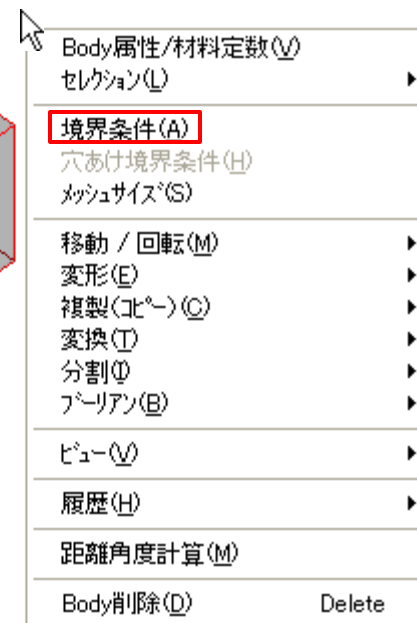 Body属性/材料定数(V)
ｾﾚｸｼｮﾝ(L)
境界条件(A)
穴あけ境界条件(H)
ﾒｯｼｭｻｲｽﾞ(S)
移動 / 回転(M)
変形(E)
複製(ｺﾋﾟｰ)(C)
変換(T)
分割(I)
ﾌﾞｰﾘｱﾝ(B)
ﾋﾞｭｰ(V)
履歴(H)
距離角度計算(M)
Body削除(D) Delete